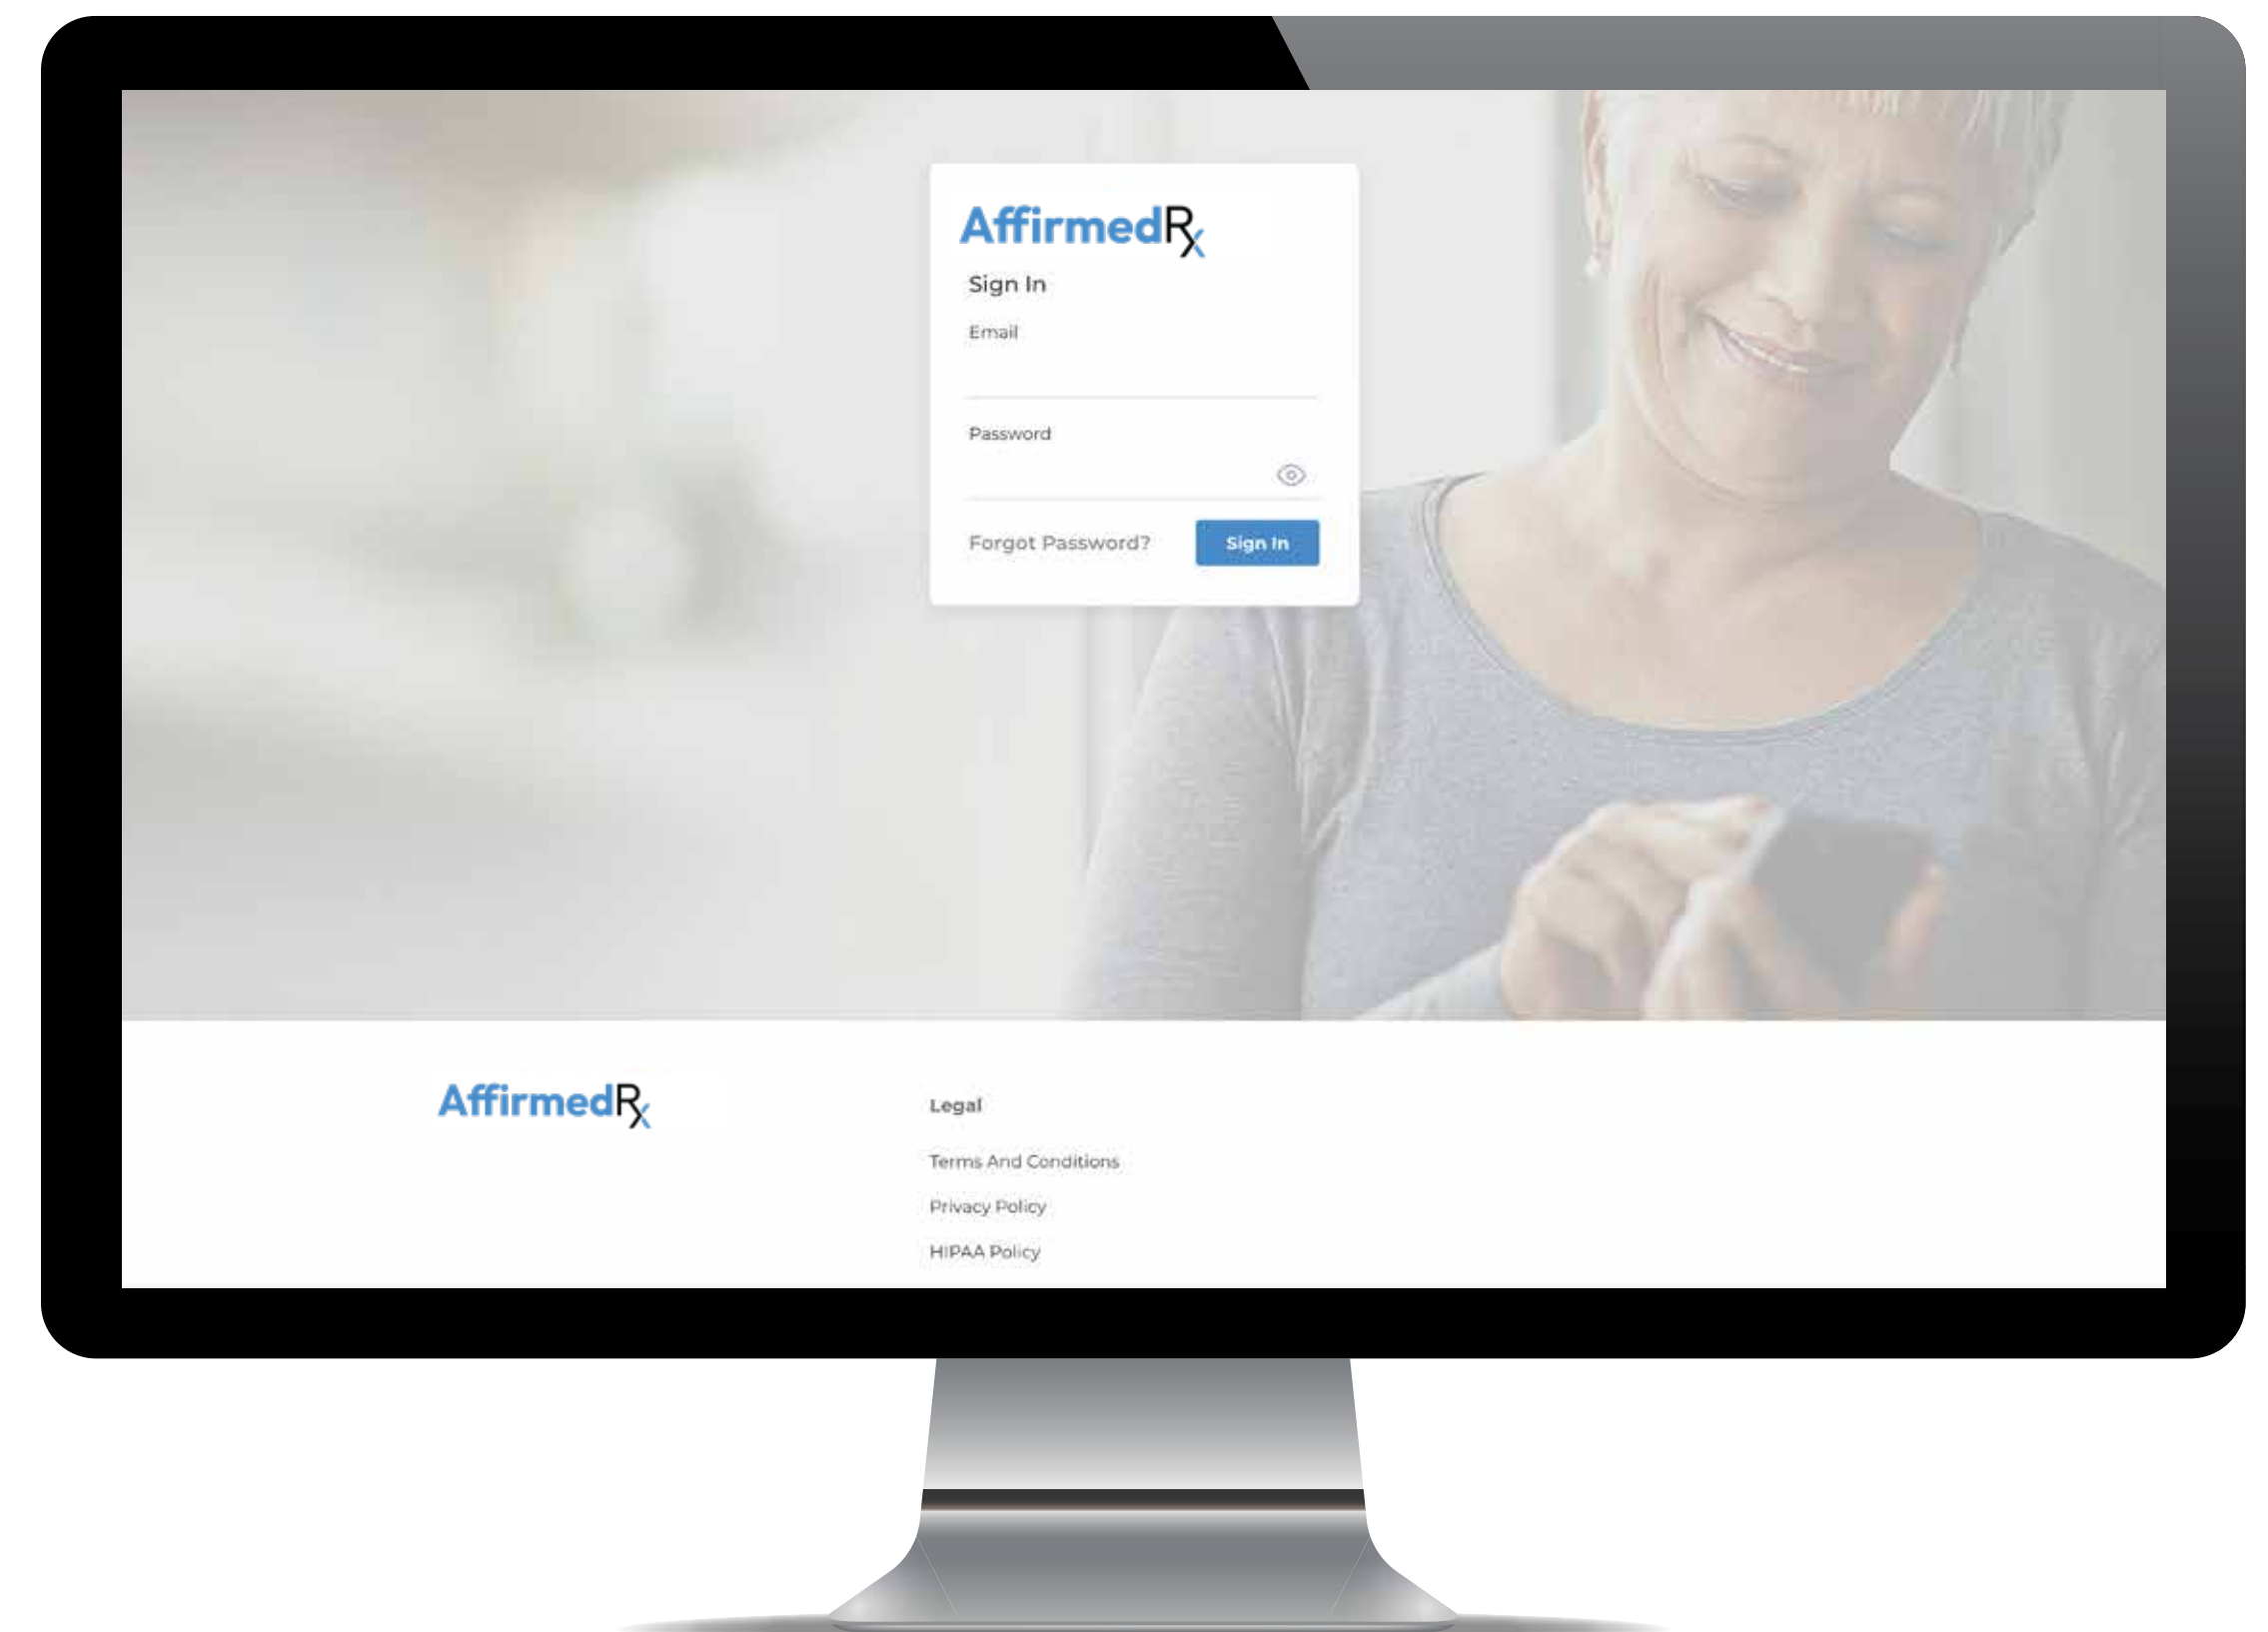 AffirmedRx
Sign In
Email
Password
Forgot Password? Sign In
AffirmedRx
Legal
Terms And Conditions
Privacy Policy
HIPAA Policy